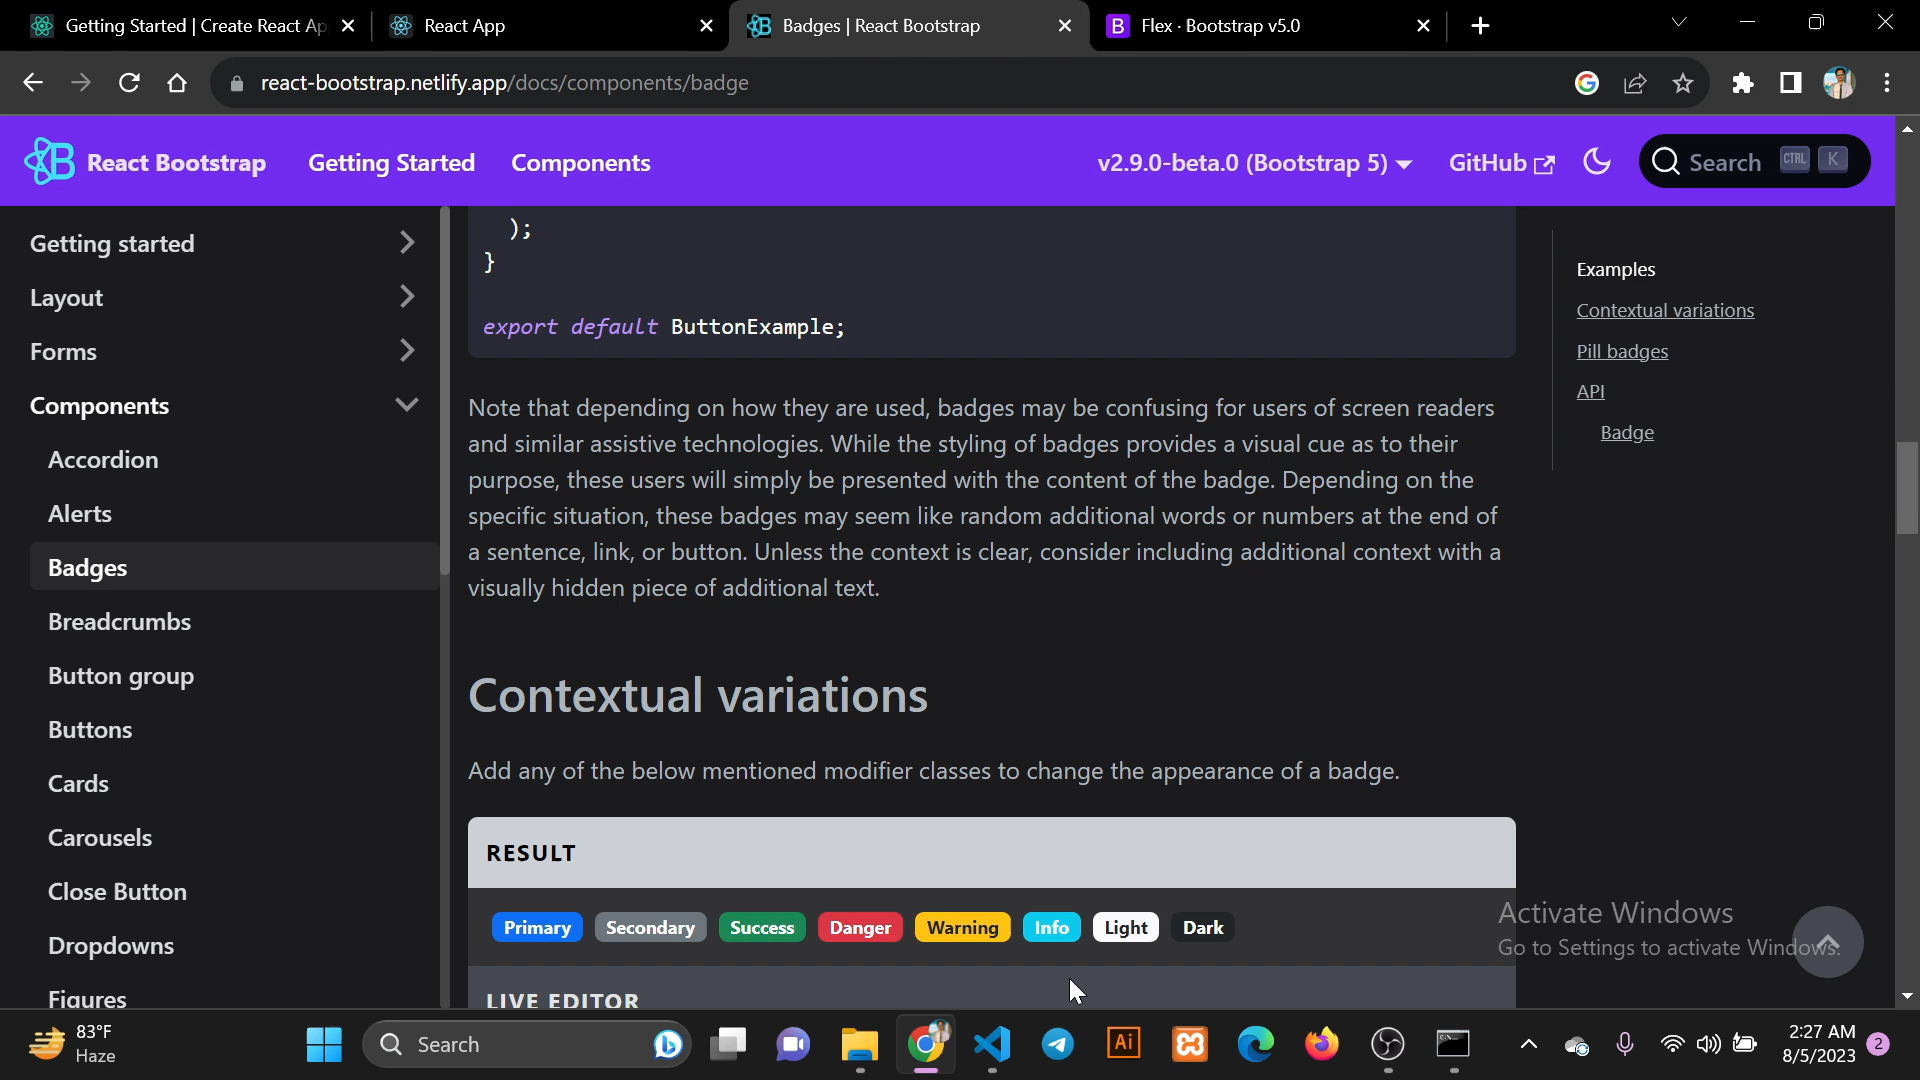 Getting Started | Create React Ap
React App
Badges | React Bootstrap
B Flex · Bootstrap v5.0
react-bootstrap.netlify.app/docs/components/badge
React Bootstrap
Getting Started
Components
v2.9.0-beta.0 (Bootstrap 5)
GitHub
Search CTRL K
Getting started
Layout
Forms
Components
Accordion
Alerts
Badges
Breadcrumbs
Button group
Buttons
Cards
Carousels
Close Button
Dropdowns
Figures
);
}
export default ButtonExample;
Note that depending on how they are used, badges may be confusing for users of screen readers
and similar assistive technologies. While the styling of badges provides a visual cue as to their
purpose, these users will simply be presented with the content of the badge. Depending on the
specific situation, these badges may seem like random additional words or numbers at the end of
a sentence, link, or button. Unless the context is clear, consider including additional context with a
visually hidden piece of additional text.
Contextual variations
Add any of the below mentioned modifier classes to change the appearance of a badge.
RESULT
Primary Secondary Success Danger Warning Info Light Dark
LIVE EDITOR
Examples
Contextual variations
Pill badges
API
Badge
Activate Windows
Go to Settings to activate Windows.
83°F
Haze
Search
Ai
2:27 AM
8/5/2023
2